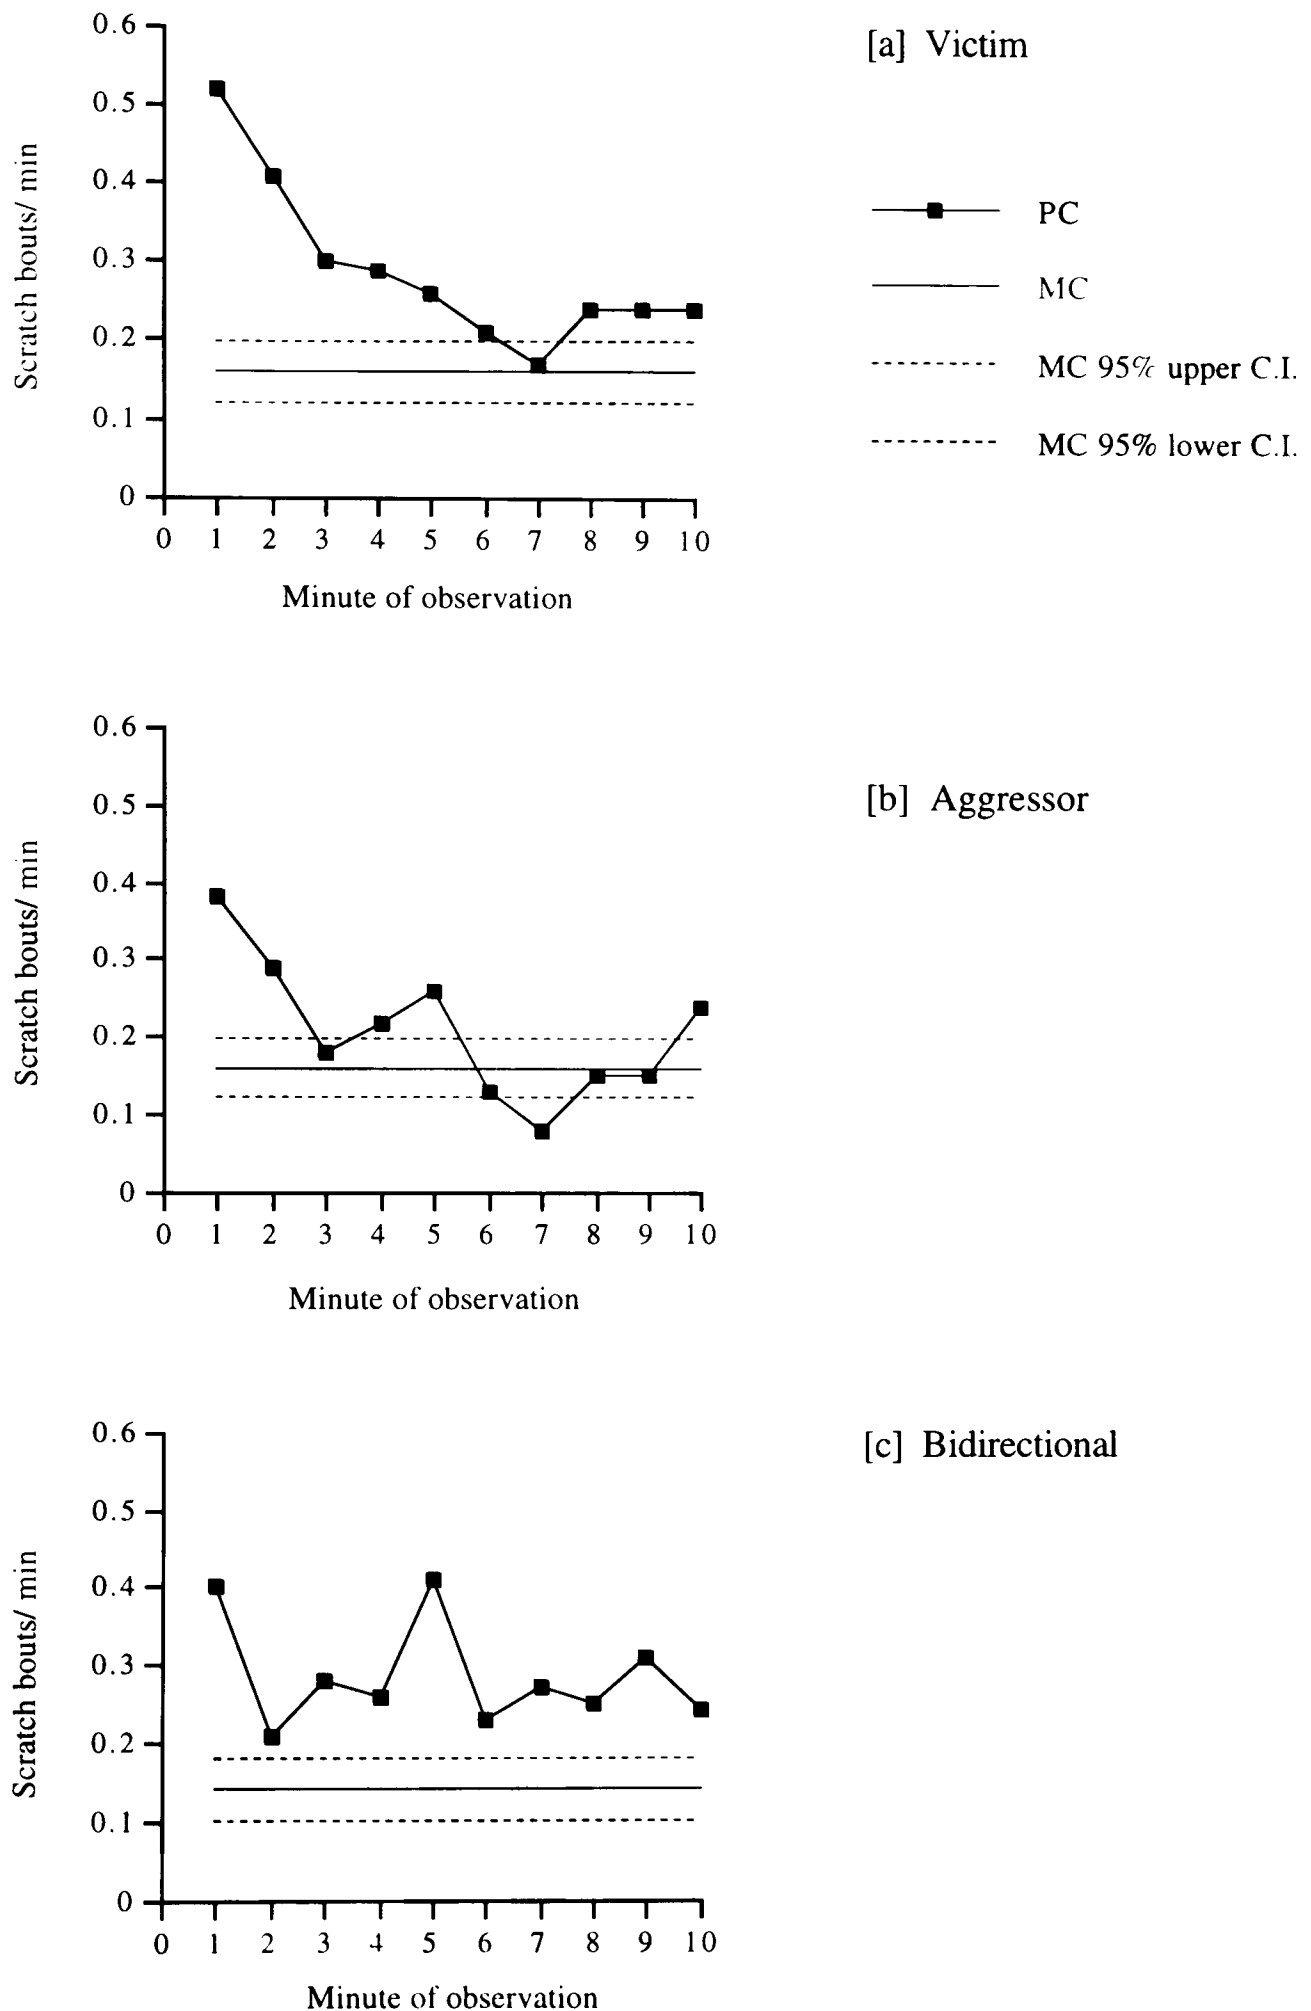 [a] Victim
0.6
0.5
0.4
0.3
0.2
0.1
0
Scratch bouts/ min
0 1 2 3 4 5 6 7 8 9 10
Minute of observation
PC
MC
MC 95% upper C.I.
MC 95% lower C.I.
[b] Aggressor
0.6
0.5
0.4
0.3
0.2
0.1
0
Scratch bouts/ min
0 1 2 3 4 5 6 7 8 9 10
Minute of observation
[c] Bidirectional
0.6
0.5
0.4
0.3
0.2
0.1
0
Scratch bouts/ min
0 1 2 3 4 5 6 7 8 9 10
Minute of observation